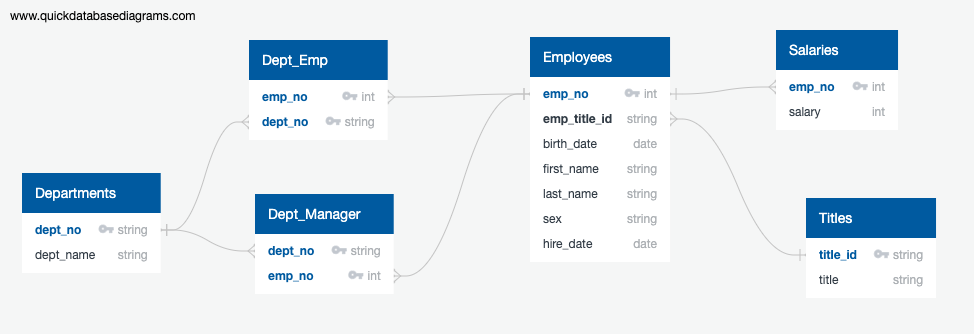 www.quickdatabasediagrams.com
Dept_Emp
emp_no int
dept_no string
Employees
emp_no int
emp_title_id string
birth_date date
first_name string
last_name string
sex string
hire_date date
Salaries
emp_no int
salary int
Departments
dept_no string
dept_name string
Dept_Manager
dept_no string
emp_no int
Titles
title_id string
title string